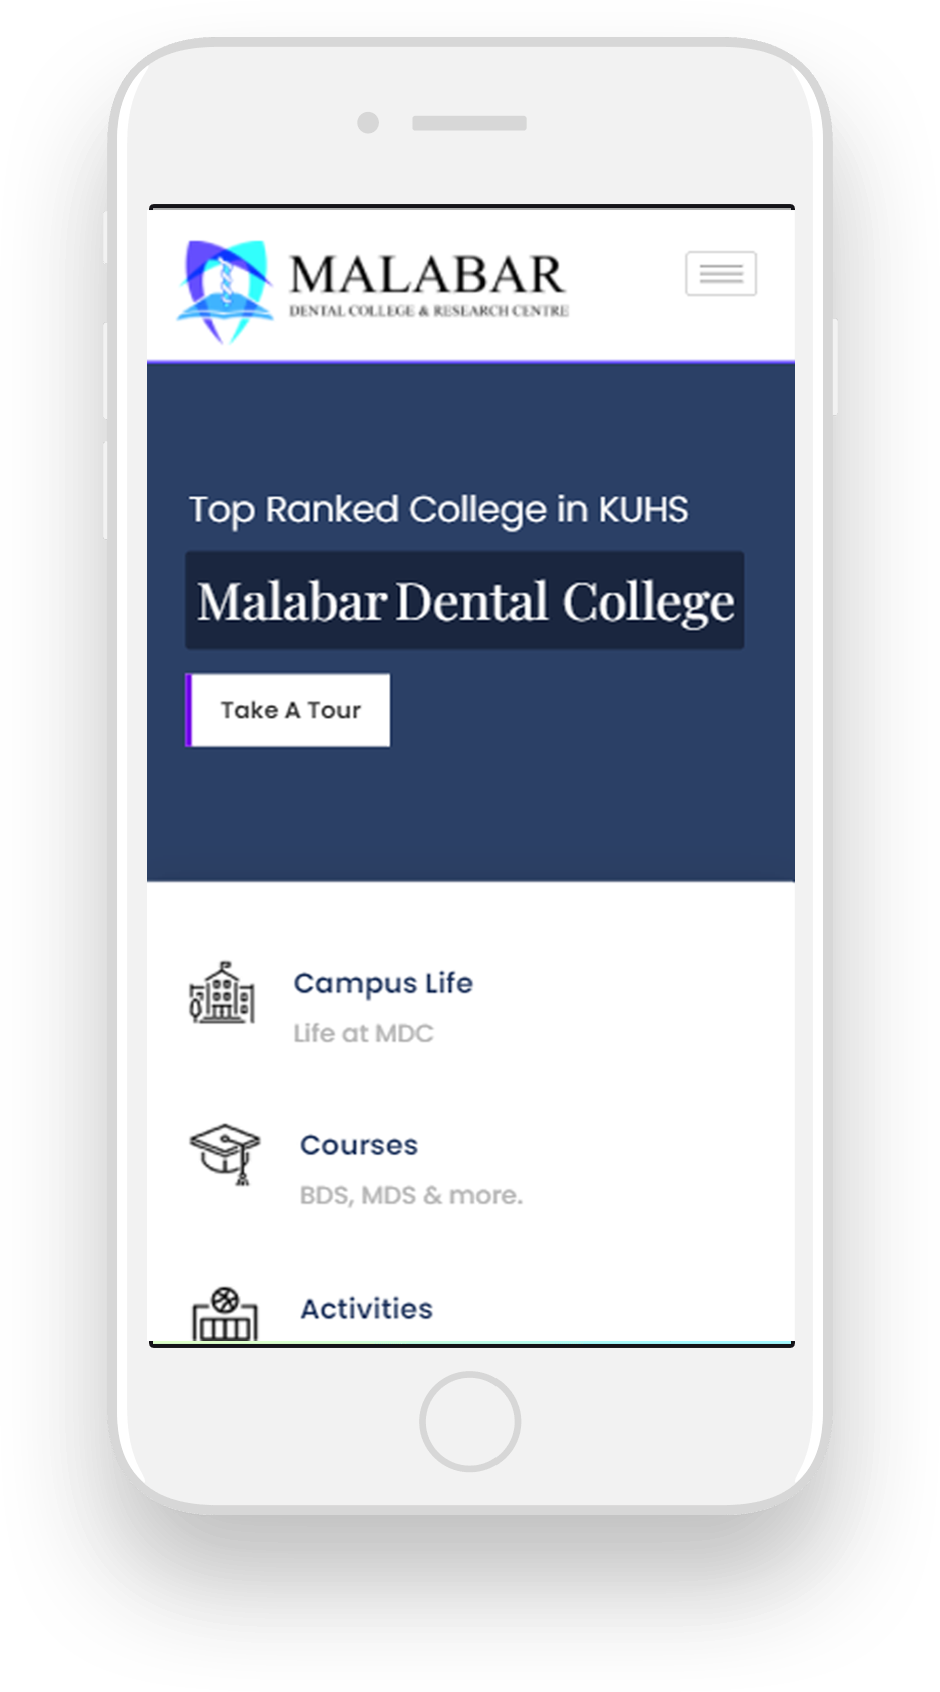 MALABAR
DENTAL COLLEGE & RESEARCH CENTRE
Top Ranked College in KUHS
Malabar Dental College
Take A Tour
Campus Life
Life at MDC
Courses
BDS, MDS & more.
Activities